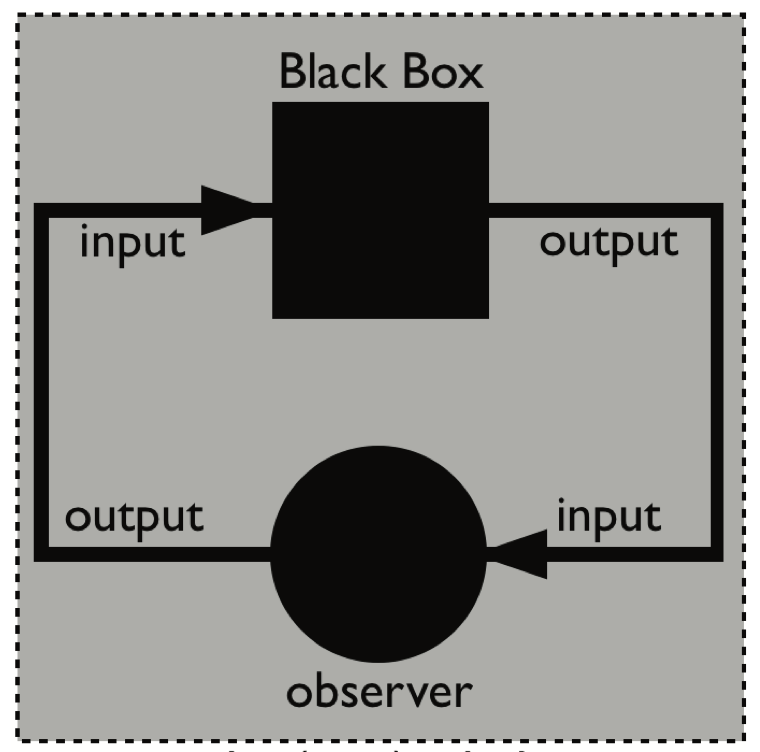 Black Box
input
output
output
input
observer